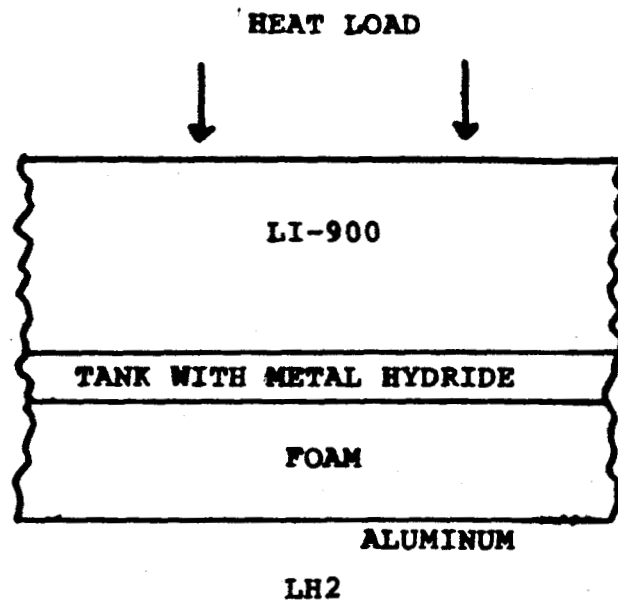 HEAT LOAD
LI-900
TANK WITH METAL HYDRIDE
FOAM
ALUMINUM
LH2